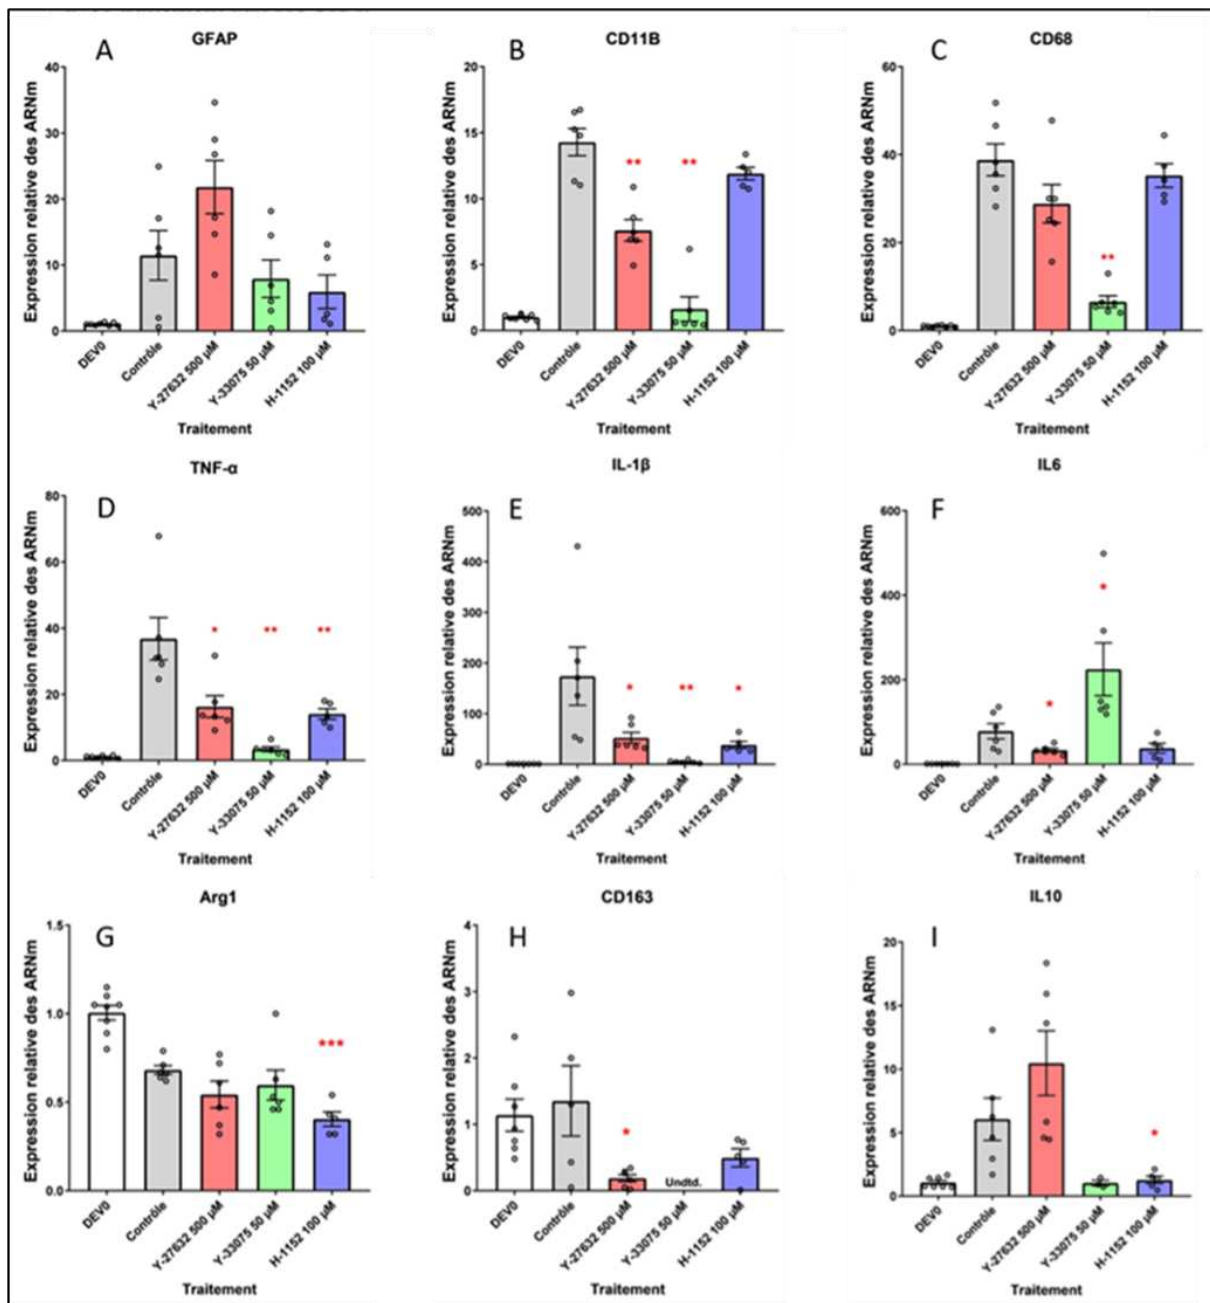 A
GFAP
Expression relative des ARNm
40
30
20
10
0
DEV0
Contrôle
Y-27632 500 µM
Y-33075 50 µM
H-1152 100 µM
Traitement
B
CD11B
Expression relative des ARNm
20
15
10
5
0
**
**
DEV0
Contrôle
Y-27632 500 µM
Y-33075 50 µM
H-1152 100 µM
Traitement
C
CD68
Expression relative des ARNm
60
40
20
0
**
DEV0
Contrôle
Y-27632 500 µM
Y-33075 50 µM
H-1152 100 µM
Traitement
D
TNF-α
Expression relative des ARNm
80
60
40
20
0
*
**
**
DEV0
Contrôle
Y-27632 500 µM
Y-33075 50 µM
H-1152 100 µM
Traitement
E
IL-1β
Expression relative des ARNm
500
400
300
200
100
0
*
**
*
DEV0
Contrôle
Y-27632 500 µM
Y-33075 50 µM
H-1152 100 µM
Traitement
F
IL6
Expression relative des ARNm
600
400
200
0
*
*
DEV0
Contrôle
Y-27632 500 µM
Y-33075 50 µM
H-1152 100 µM
Traitement
G
Arg1
Expression relative des ARNm
1.5
1.0
0.5
0.0
***
DEV0
Contrôle
Y-27632 500 µM
Y-33075 50 µM
H-1152 100 µM
Traitement
H
CD163
Expression relative des ARNm
4
3
2
1
0
*
Undtd.
DEV0
Contrôle
Y-27632 500 µM
Y-33075 50 µM
H-1152 100 µM
Traitement
I
IL10
Expression relative des ARNm
20
15
10
5
0
*
DEV0
Contrôle
Y-27632 500 µM
Y-33075 50 µM
H-1152 100 µM
Traitement